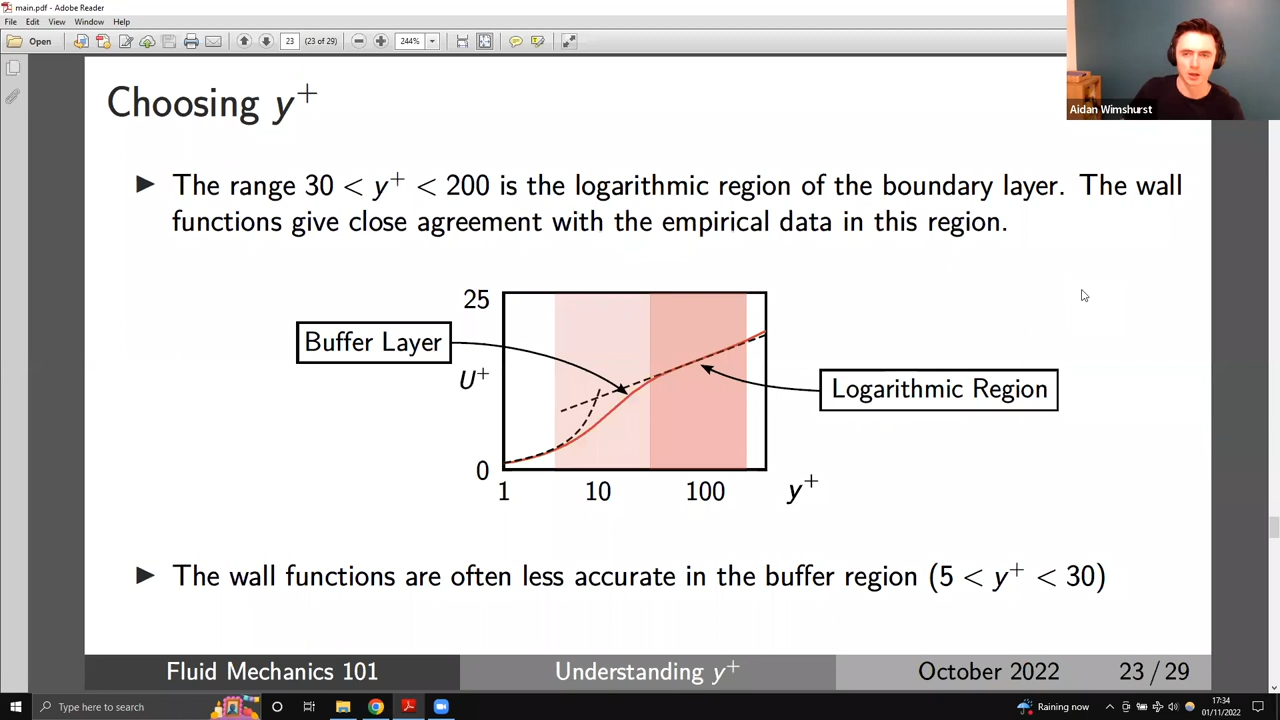 main.pdf - Adobe Reader
File Edit View Window Help
Open 23 (23 of 29) 244%
Aidan Wimshurst
Choosing y+
► The range 30 < y+ < 200 is the logarithmic region of the boundary layer. The wall
functions give close agreement with the empirical data in this region.
25
Buffer Layer
U+
Logarithmic Region
0
1 10 100 y+
► The wall functions are often less accurate in the buffer region (5 < y+ < 30)
Fluid Mechanics 101 Understanding y+ October 2022 23 / 29
Type here to search Raining now 17:34
01/11/2022